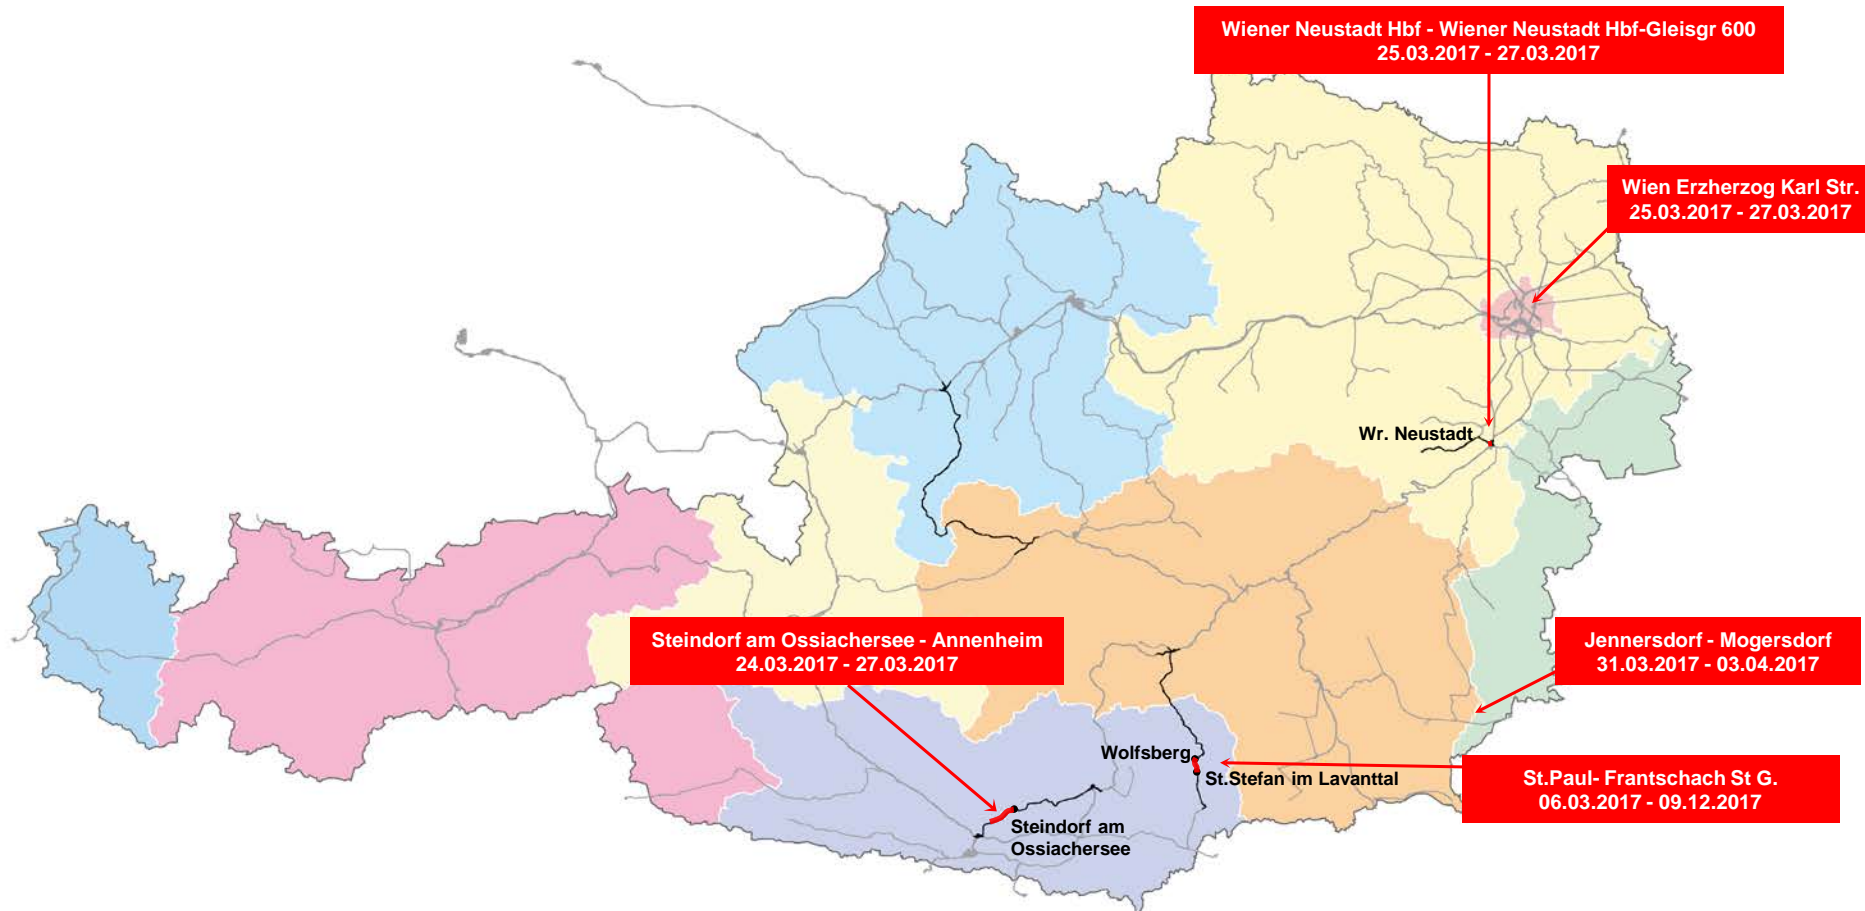 Wiener Neustadt Hbf - Wiener Neustadt Hbf-Gleisgr 600
25.03.2017 - 27.03.2017
Wien Erzherzog Karl Str.
25.03.2017 - 27.03.2017
Wr. Neustadt
Steindorf am Ossiachersee - Annenheim
24.03.2017 - 27.03.2017
Jennersdorf - Mogersdorf
31.03.2017 - 03.04.2017
Wolfsberg
St.Stefan im Lavanttal
St.Paul- Frantschach St G.
06.03.2017 - 09.12.2017
Steindorf am
Ossiachersee